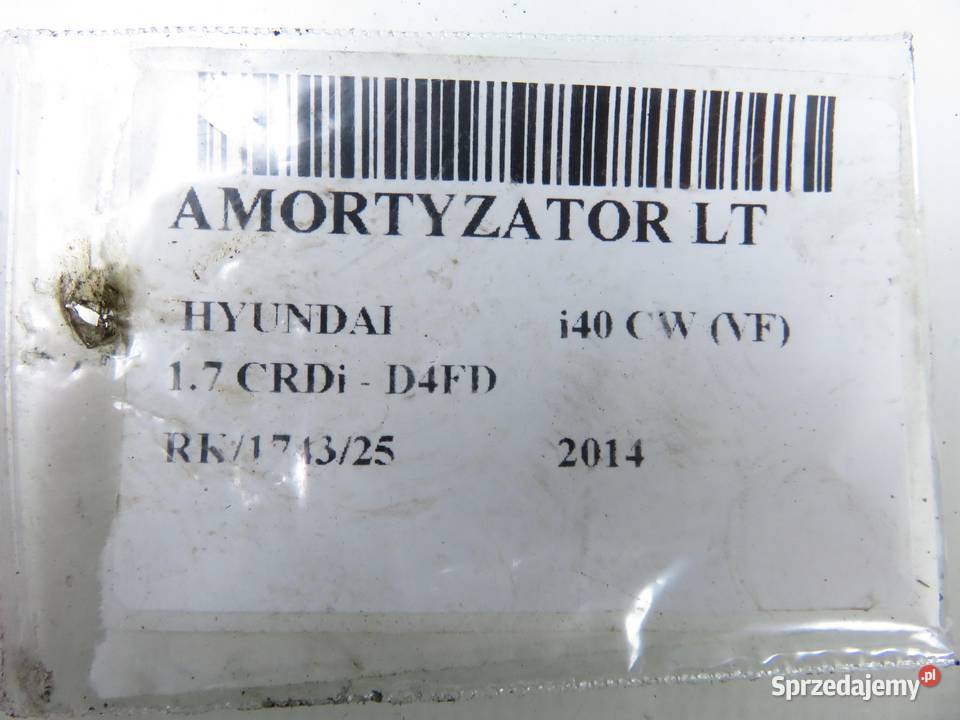 AMORTYZATOR LT
HYUNDAI i40 CW (VF)
1.7 CRDi - D4FD
RK/1743/25 2014
Sprzedajemy.pl